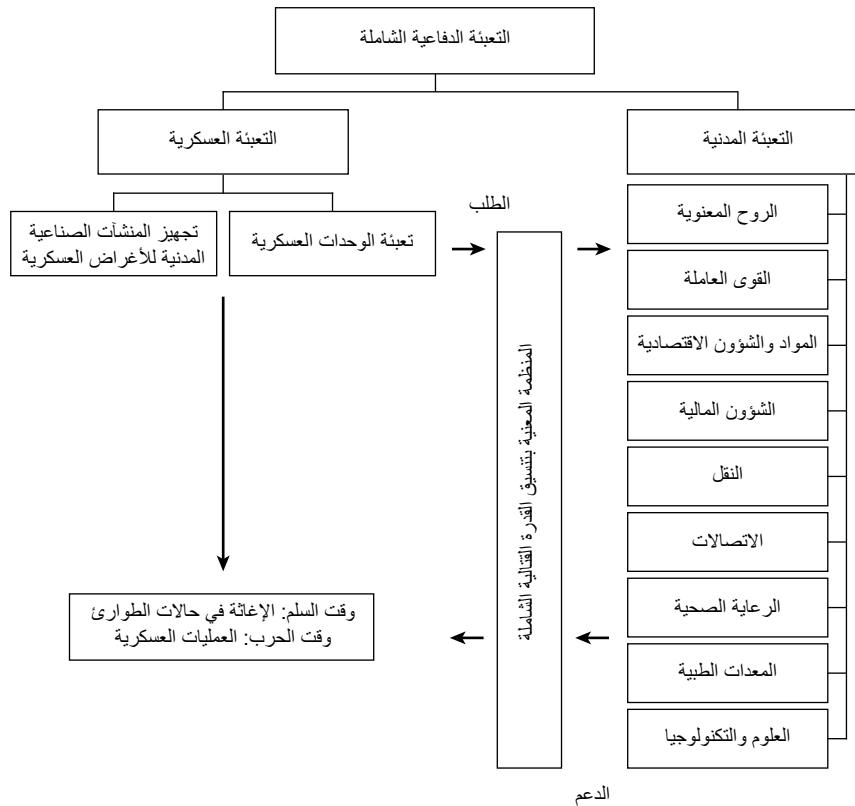 التعبئة الدفاعية الشاملة
التعبئة المدنية
التعبئة العسكرية
الروح المعنوية
القوى العاملة
المواد والشؤون الاقتصادية
الشؤون المالية
النقل
الاتصالات
الرعاية الصحية
المعدات الطبية
العلوم والتكنولوجيا
الطلب
المنظمة المعنية بتنسيق القدرة القتالية الشاملة
الدعم
تعبئة الوحدات العسكرية
تجهيز المنشآت الصناعية
المدنية للأغراض العسكرية
وقت السلم: الإغاثة في حالات الطوارئ
وقت الحرب: العمليات العسكرية